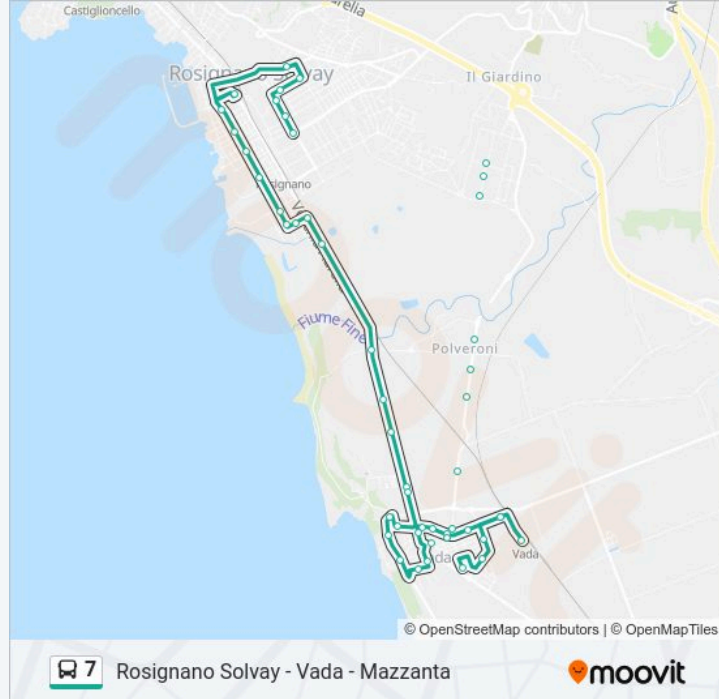 Castiglioncello
Rosignano Solvay
Il Giardino
Fiume Fine
Polveroni
Vada
© OpenStreetMap contributors | © OpenMapTiles
7
Rosignano Solvay - Vada - Mazzanta
moovit